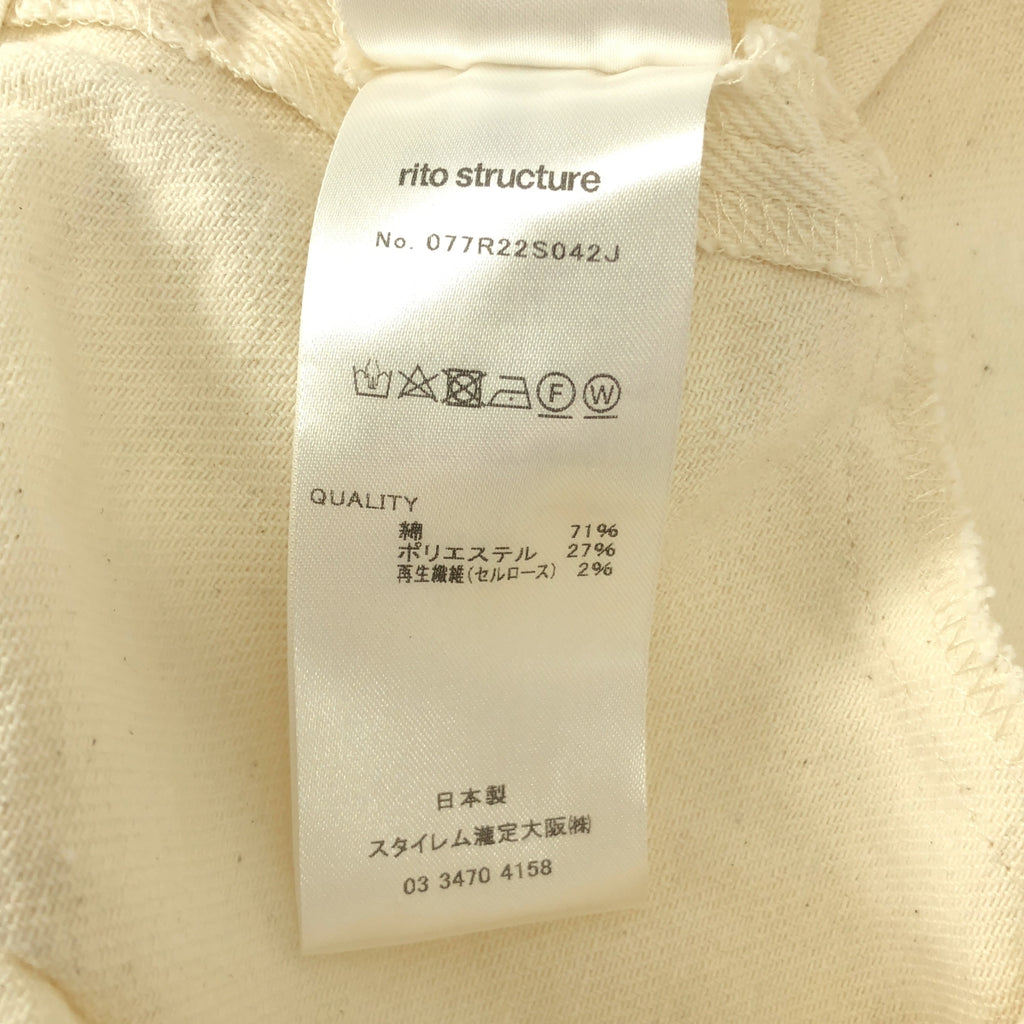 rito structure
No. 077R22S042J
F W
QUALITY
綿 71%
ポリエステル 27%
再生繊維(セルロース) 2%
日本製
スタイレム瀧定大阪㈱
03 3470 4158